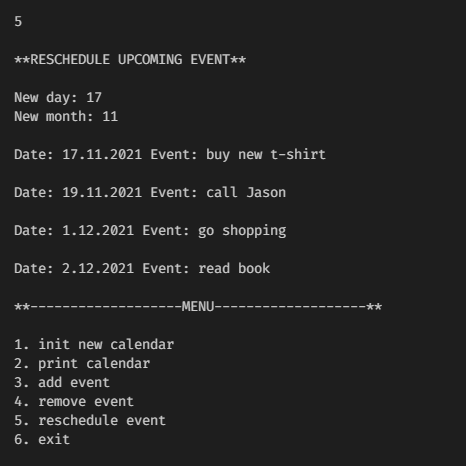 5
**RESCHEDULE UPCOMING EVENT**
New day: 17
New month: 11
Date: 17.11.2021 Event: buy new t-shirt
Date: 19.11.2021 Event: call Jason
Date: 1.12.2021 Event: go shopping
Date: 2.12.2021 Event: read book
**-------------------MENU-------------------**
1. init new calendar
2. print calendar
3. add event
4. remove event
5. reschedule event
6. exit